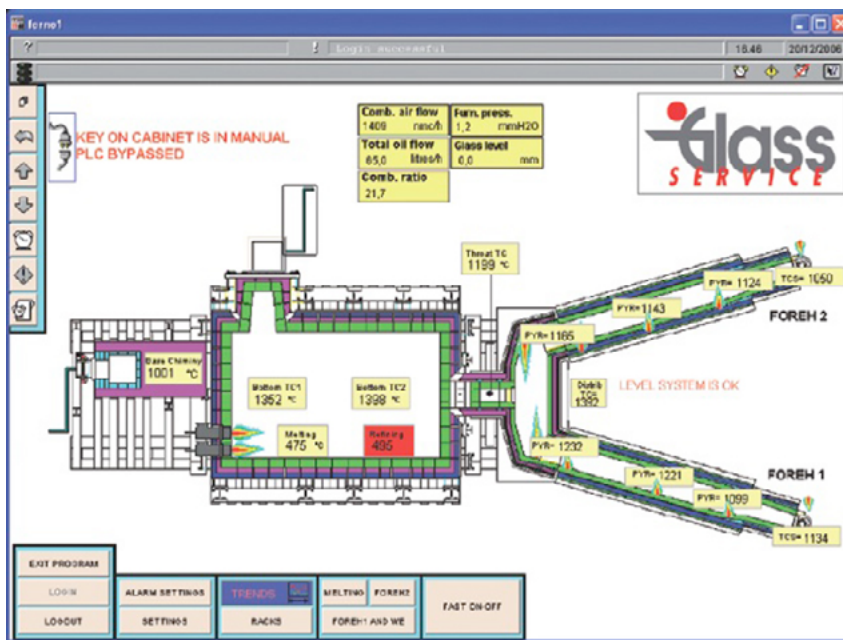 forno1
?
! Login successful
16.46
20/12/2006
KEY ON CABINET IS IN MANUAL
PLC BYPASSED
Comb. air flow
1409 nmc/h
Furn. press.
1,2 mmH2O
Total oil flow
65,0 litres/h
Glass level
0,0 mm
Comb. ratio
21,7
Glass
SERVICE
Throat TC
1199 °C
PYR= 1124
TCS= 1050
PYR= 1143
FOREH 2
PYR= 1165
Base Chimney
1001 °C
Bottom TC1
1352 °C
Bottom TC2
1398 °C
Distrib
TC4
1392
LEVEL SYSTEM IS OK
Melting
475 °C
Refining
495
PYR= 1232
PYR= 1221
FOREH 1
PYR= 1099
TCS= 1134
EXIT PROGRAM
LOGIN
ALARM SETTINGS
TRENDS
MELTING
FOREH2
FAST ON-OFF
LOGOUT
SETTINGS
RACKS
FOREH1 AND WE